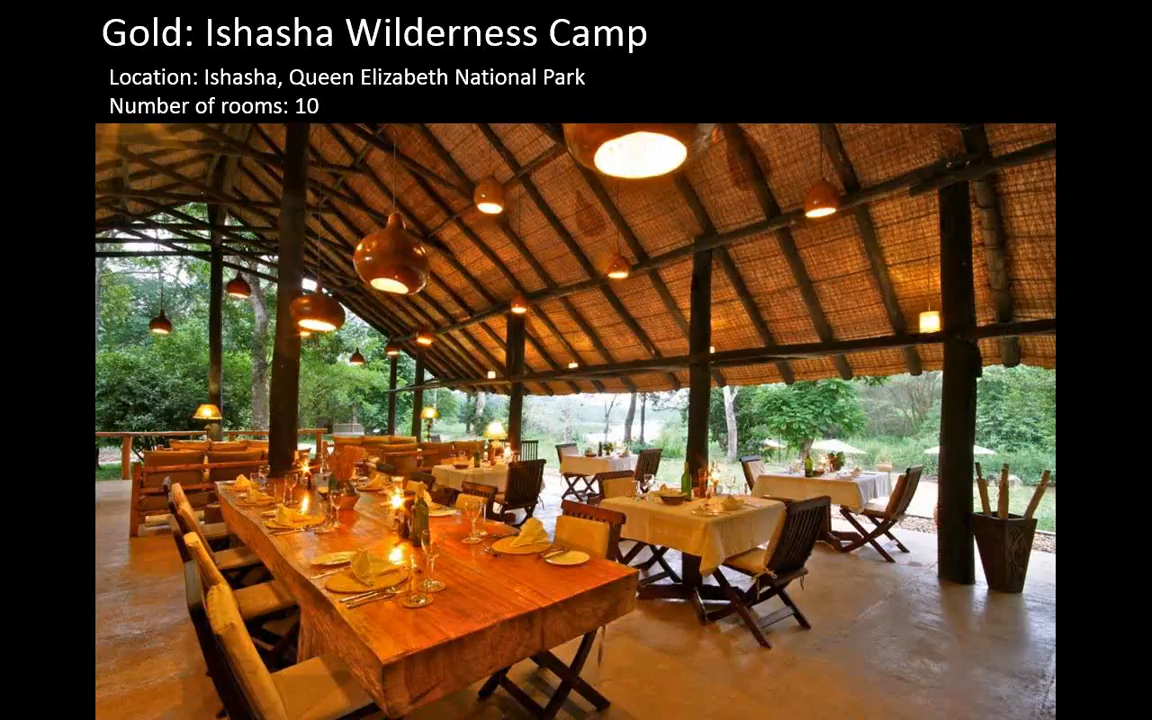 Gold: Ishasha Wilderness Camp
Location: Ishasha, Queen Elizabeth National Park
Number of rooms: 10